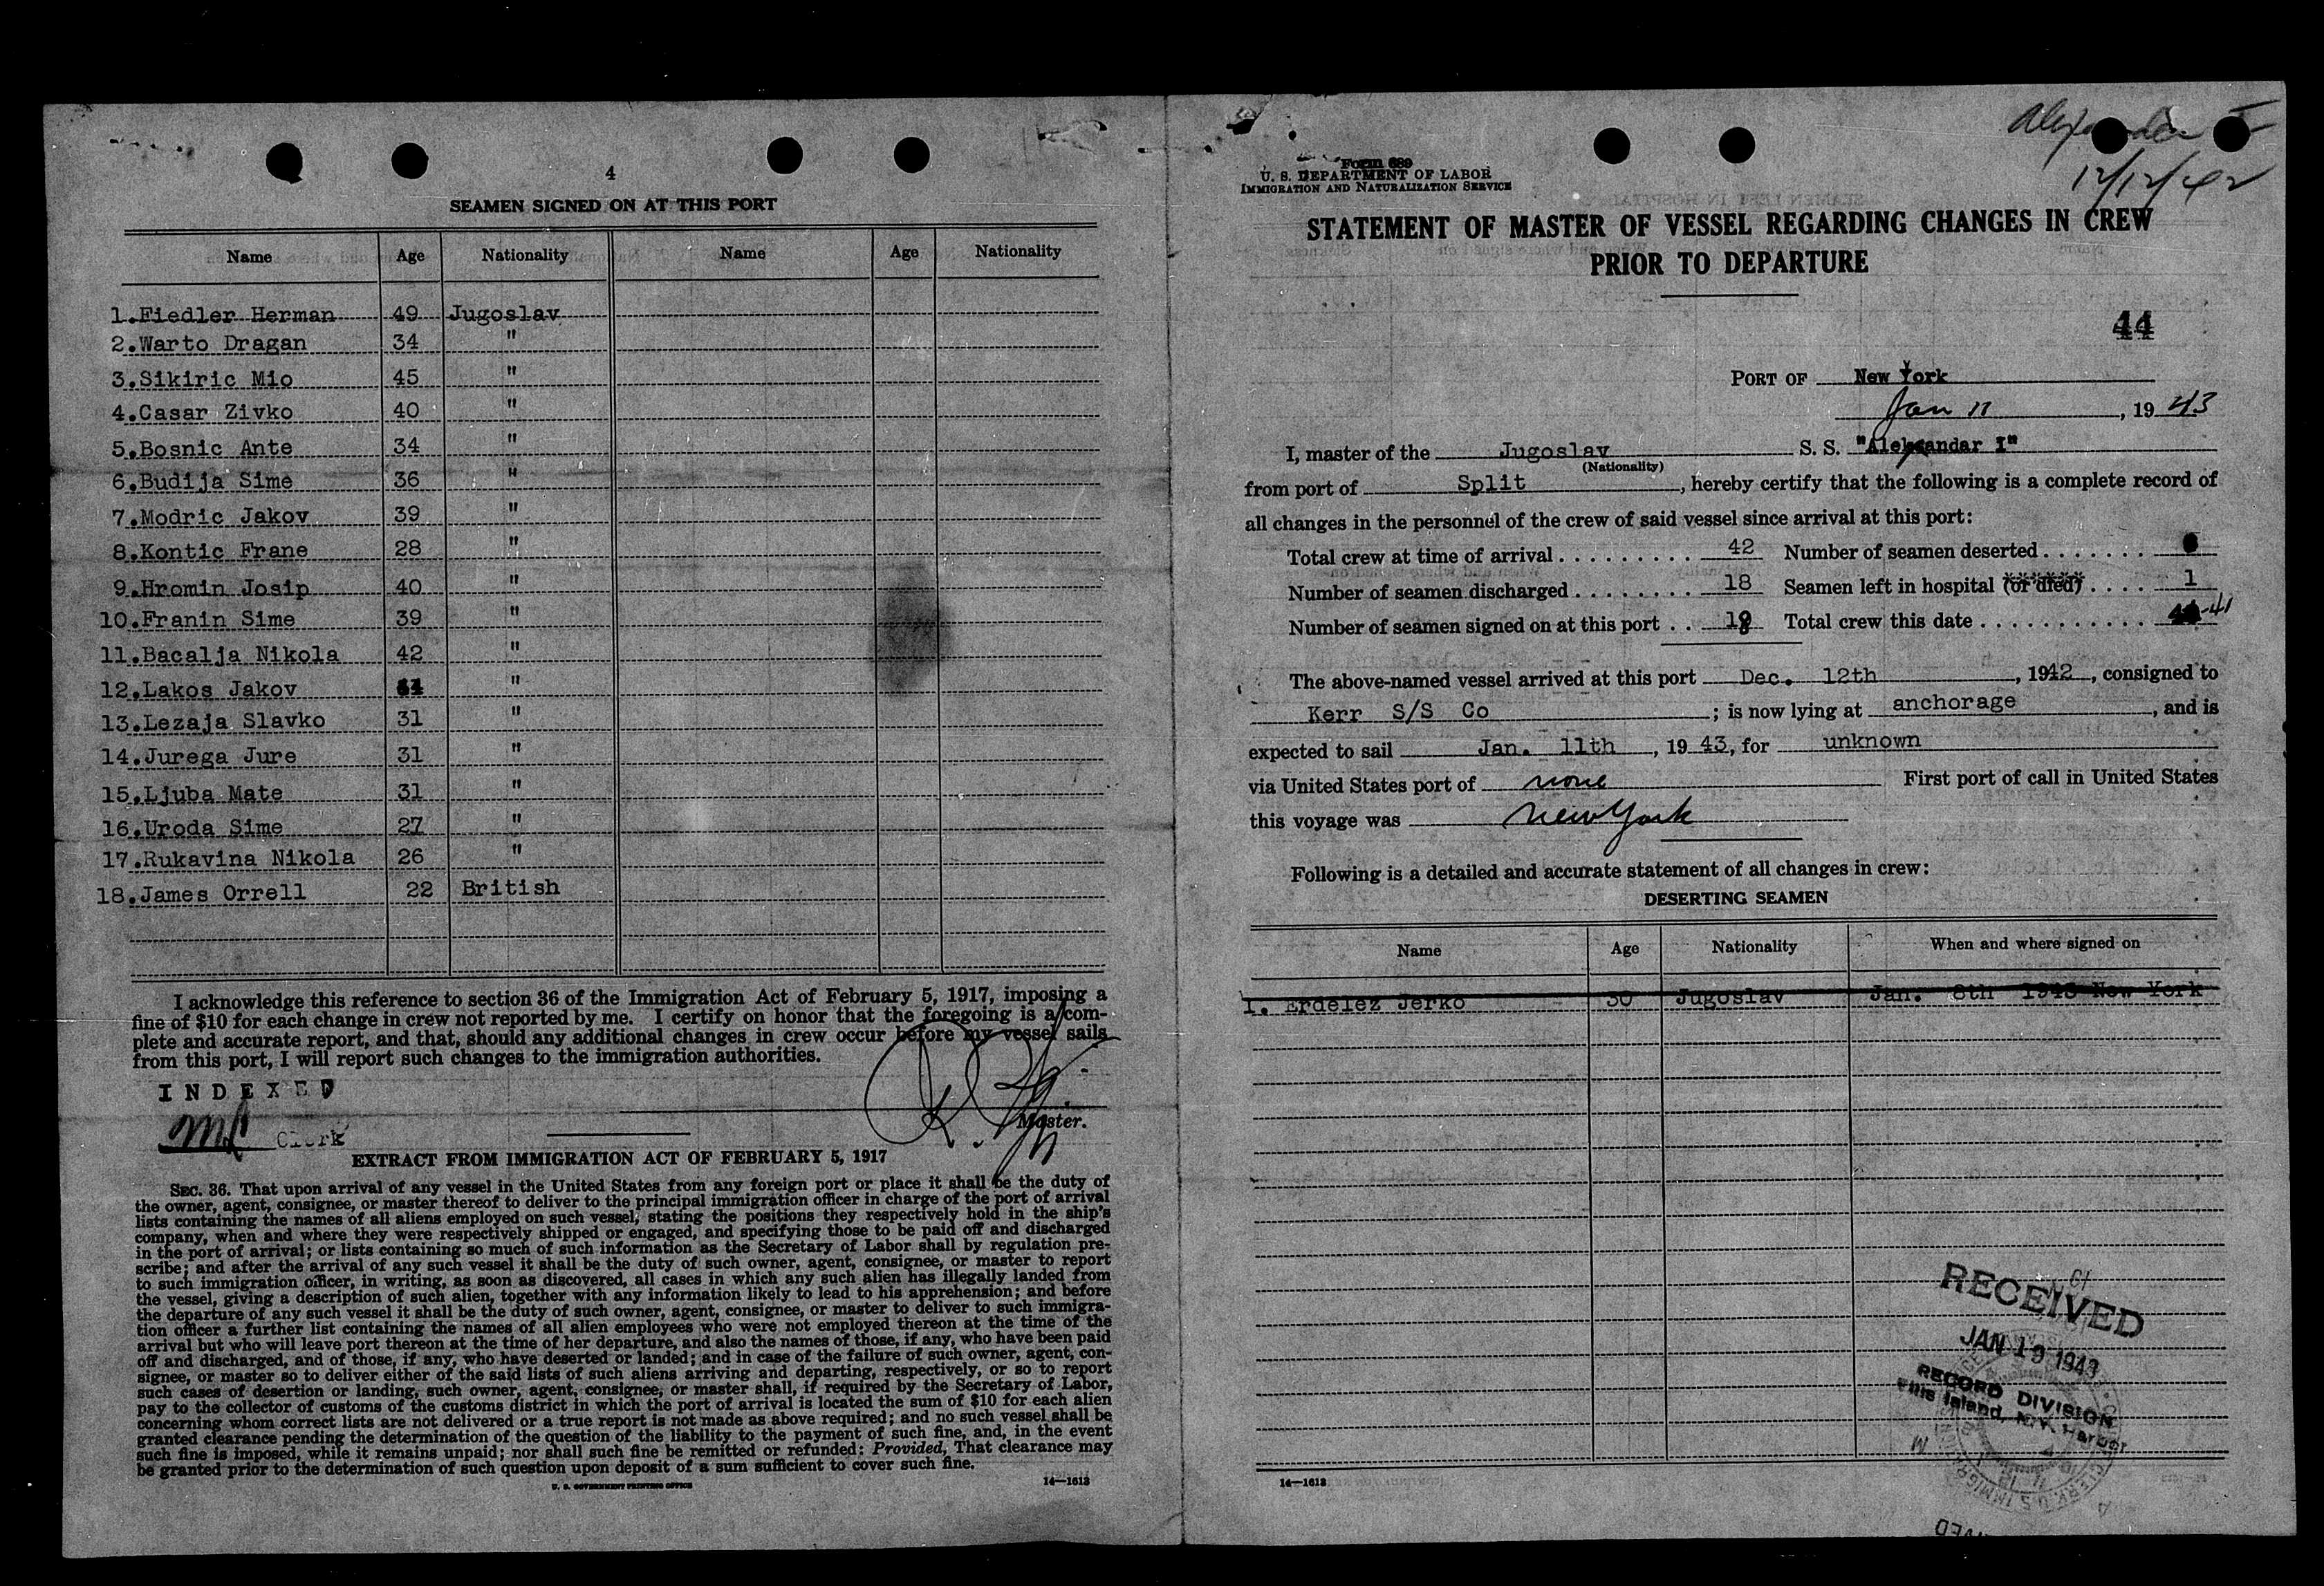 4
SEAMEN SIGNED ON AT THIS PORT
Name Age Nationality Name Age Nationality
1.Fiedler Herman 49 Jugoslav
2.Warto Dragan 34 "
3.Sikiric Mio 45 "
4.Casar Zivko 40 "
5.Bosnic Ante 34 "
6.Budija Sime 36 "
7.Modric Jakov 39 "
8.Kontic Frane 28 "
9.Hromin Josip 40 "
10.Franin Sime 39 "
11.Bacalja Nikola 42 "
12.Lakos Jakov "
13.Lezaja Slavko 31 "
14.Jurega Jure 31 "
15.Ljuba Mate 31 "
16.Uroda Sime 27 "
17.Rukavina Nikola 26 "
18.James Orrell 22 British
I acknowledge this reference to section 36 of the Immigration Act of February 5, 1917, imposing a
fine of $10 for each change in crew not reported by me. I certify on honor that the foregoing is a com-
plete and accurate report, and that, should any additional changes in crew occur before my vessel sails
from this port, I will report such changes to the immigration authorities.
INDEXED
Clerk
Master.
EXTRACT FROM IMMIGRATION ACT OF FEBRUARY 5, 1917
SEC. 36. That upon arrival of any vessel in the United States from any foreign port or place it shall be the duty of
the owner, agent, consignee, or master thereof to deliver to the principal immigration officer in charge of the port of arrival
lists containing the names of all aliens employed on such vessel, stating the positions they respectively hold in the ship's
company, when and where they were respectively shipped or engaged, and specifying those to be paid off and discharged
in the port of arrival; or lists containing so much of such information as the Secretary of Labor shall by regulation pre-
scribe; and after the arrival of any such vessel it shall be the duty of such owner, agent, consignee, or master to report
to such immigration officer, in writing, as soon as discovered, all cases in which any such alien has illegally landed from
the vessel, giving a description of such alien, together with any information likely to lead to his apprehension; and before
the departure of any such vessel it shall be the duty of such owner, agent, consignee, or master to deliver to such immigra-
tion officer a further list containing the names of all alien employees who were not employed thereon at the time of the
arrival but who will leave port thereon at the time of her departure, and also the names of those, if any, who have been paid
off and discharged, and of those, if any, who have deserted or landed; and in case of the failure of such owner, agent, con-
signee, or master so to deliver either of the said lists of such aliens arriving and departing, respectively, or so to report
such cases of desertion or landing, such owner, agent, consignee, or master shall, if required by the Secretary of Labor,
pay to the collector of customs of the customs district in which the port of arrival is located the sum of $10 for each alien
concerning whom correct lists are not delivered or a true report is not made as above required; and no such vessel shall be
granted clearance pending the determination of the question of the liability to the payment of such fine, and, in the event
such fine is imposed, while it remains unpaid; nor shall such fine be remitted or refunded: Provided, That clearance may
be granted prior to the determination of such question upon deposit of a sum sufficient to cover such fine.
U. S. GOVERNMENT PRINTING OFFICE 14—1613
12/12/42
Form 689
U. S. DEPARTMENT OF LABOR
IMMIGRATION AND NATURALIZATION SERVICE
STATEMENT OF MASTER OF VESSEL REGARDING CHANGES IN CREW
PRIOR TO DEPARTURE
44
PORT OF New York
Jan 11, 1943
I, master of the Jugoslav S. S. "Aleksandar I"
(Nationality)
from port of Split, hereby certify that the following is a complete record of
all changes in the personnel of the crew of said vessel since arrival at this port:
Total crew at time of arrival . . . . . . . . . 42 Number of seamen deserted . . . . . . .
Number of seamen discharged . . . . . . . . 18 Seamen left in hospital (or died) . . . . 1
Number of seamen signed on at this port . . 18 Total crew this date . . . . . . . . . . . -41
The above-named vessel arrived at this port Dec. 12th, 1942, consigned to
Kerr S/S Co; is now lying at anchorage, and is
expected to sail Jan. 11th, 1943, for unknown
via United States port of none First port of call in United States
this voyage was New York
Following is a detailed and accurate statement of all changes in crew:
DESERTING SEAMEN
Name Age Nationality When and where signed on
1. Erdelez Jerko 30 Jugoslav Jan. 8th 1943 New York
RECEIVED
JAN 19 1943
RECORD DIVISION
Ellis Island, N.Y. Harbor
14—1613